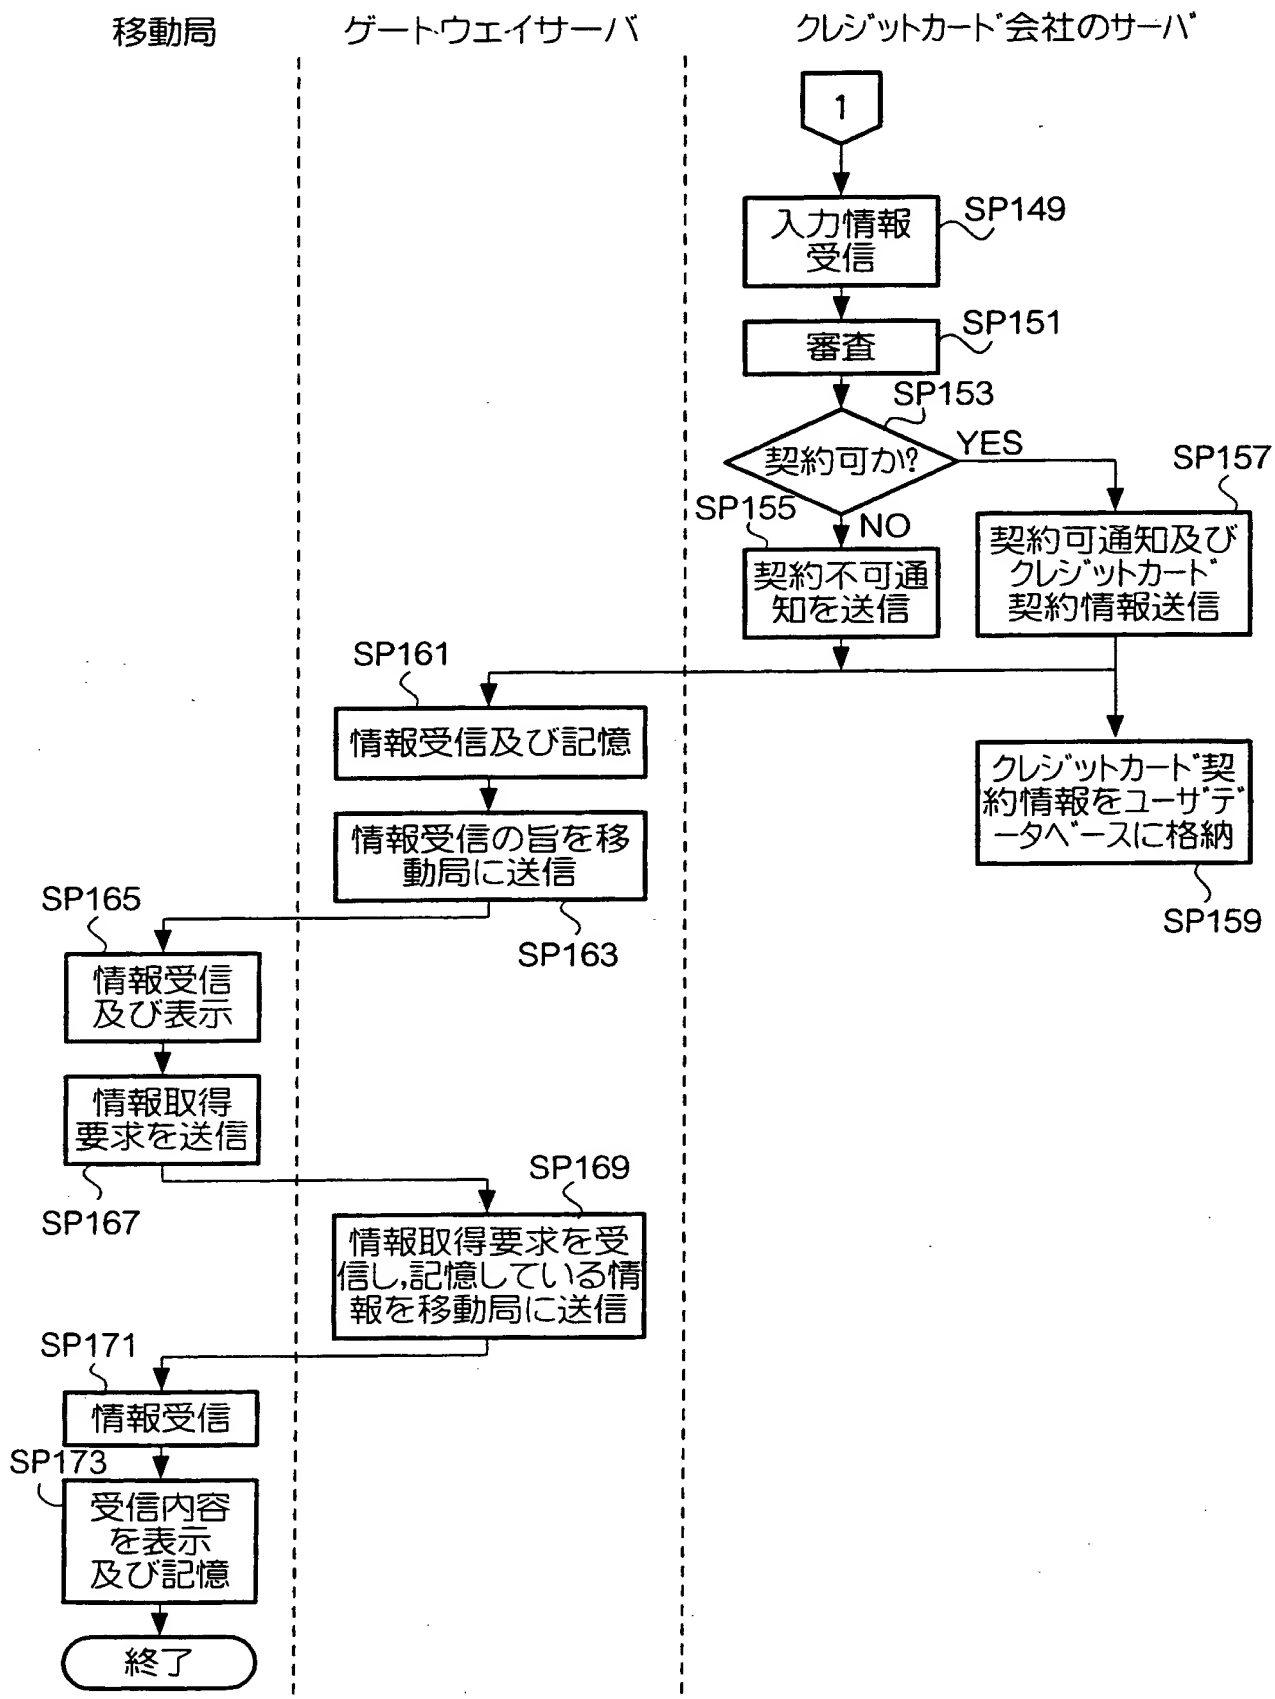 移動局
ゲートウェイサーバ
クレジットカード会社のサーバ
1
入力情報
受信
SP149
審査
SP151
契約可か?
SP153
YES
NO
SP155
契約不可通
知を送信
SP157
契約可通知及び
クレジットカード
契約情報送信
SP161
情報受信及び記憶
クレジットカード契
約情報をユーザデ
ータベースに格納
SP159
情報受信の旨を移
動局に送信
SP163
SP165
情報受信
及び表示
情報取得
要求を送信
SP167
SP169
情報取得要求を受
信し,記憶している情
報を移動局に送信
SP171
情報受信
SP173
受信内容
を表示
及び記憶
終了